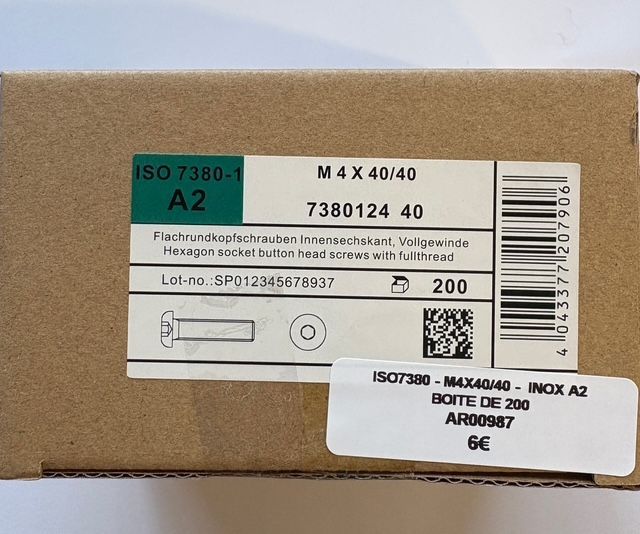 ISO 7380-1
A2
M 4 X 40/40
7380124 40
Flachrundkopfschrauben Innensechskant, Vollgewinde
Hexagon socket button head screws with fullthread
Lot-no.:SP012345678937
200
4 043377 207906
ISO7380 - M4X40/40 - INOX A2
BOITE DE 200
AR00987
6€